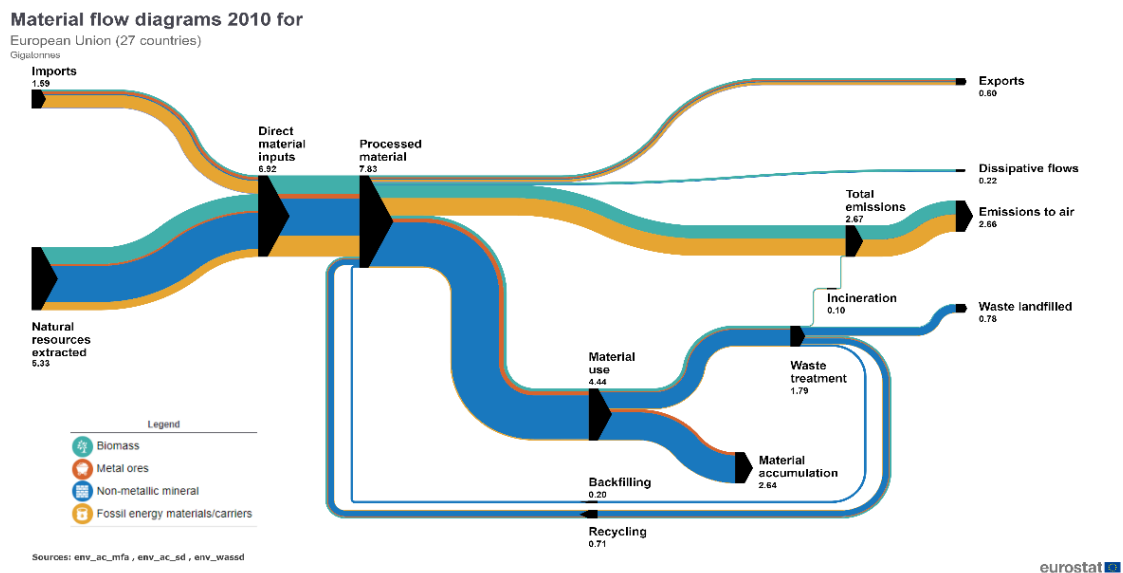 Material flow diagrams 2010 for
European Union (27 countries)
Gigatonnes
Imports
1.59
Direct
material
inputs
6.92
Processed
material
7.83
Exports
0.60
Dissipative flows
0.22
Total
emissions
2.67
Emissions to air
2.66
Natural
resources
extracted
5.33
Incineration
0.10
Waste landfilled
0.78
Material
use
4.44
Waste
treatment
1.79
Material
accumulation
2.64
Backfilling
0.20
Recycling
0.71
Legend
Biomass
Metal ores
Non-metallic mineral
Fossil energy materials/carriers
Sources: env_ac_mfa , env_ac_sd , env_wassd
eurostat